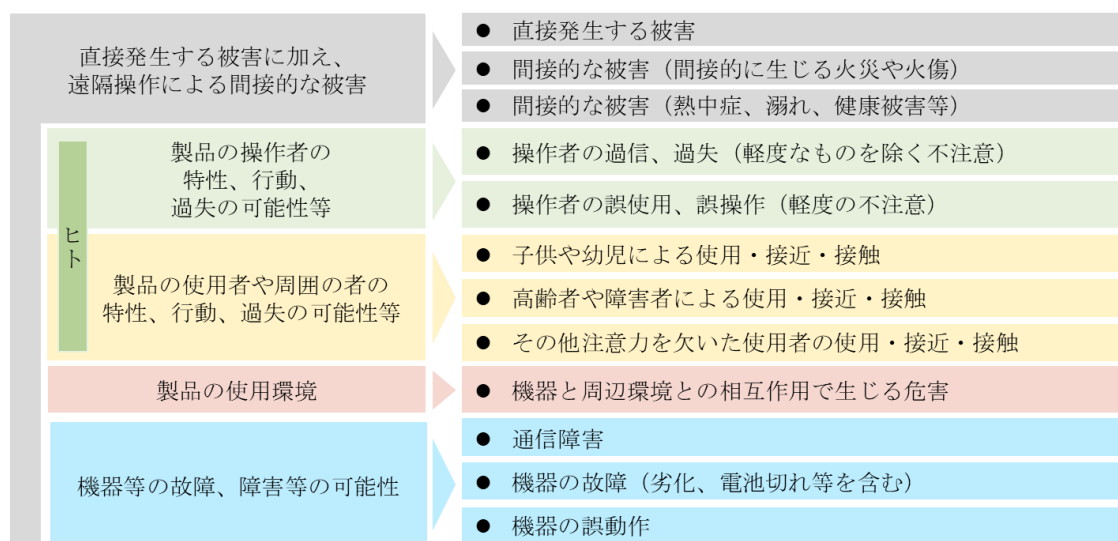 直接発生する被害に加え、
遠隔操作による間接的な被害
● 直接発生する被害
● 間接的な被害（間接的に生じる火災や火傷）
● 間接的な被害（熱中症、溺れ、健康被害等）
ヒト
製品の操作者の
特性、行動、
過失の可能性等
● 操作者の過信、過失（軽度なものを除く不注意）
● 操作者の誤使用、誤操作（軽度の不注意）
製品の使用者や周囲の者の
特性、行動、過失の可能性等
● 子供や幼児による使用・接近・接触
● 高齢者や障害者による使用・接近・接触
● その他注意力を欠いた使用者の使用・接近・接触
製品の使用環境
● 機器と周辺環境との相互作用で生じる危害
機器等の故障、障害等の可能性
● 通信障害
● 機器の故障（劣化、電池切れ等を含む）
● 機器の誤動作